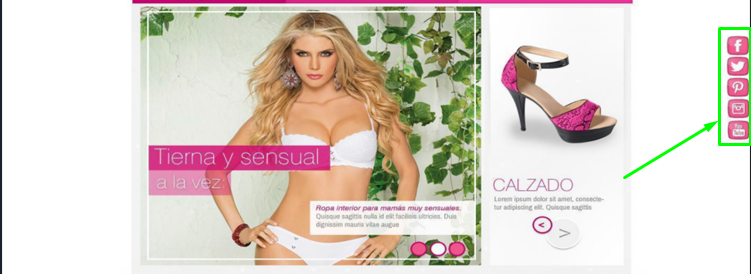 Tierna y sensual
a la vez.
Ropa interior para mamás muy sensuales.
Quisque sagittis nulla id elit facilisis ultricies. Duis
dignissim mauris vitae augue
CALZADO
Lorem ipsum dolor sit amet, consecte-
tur adipiscing elit. Quisque sagittis
< >
You
Tube